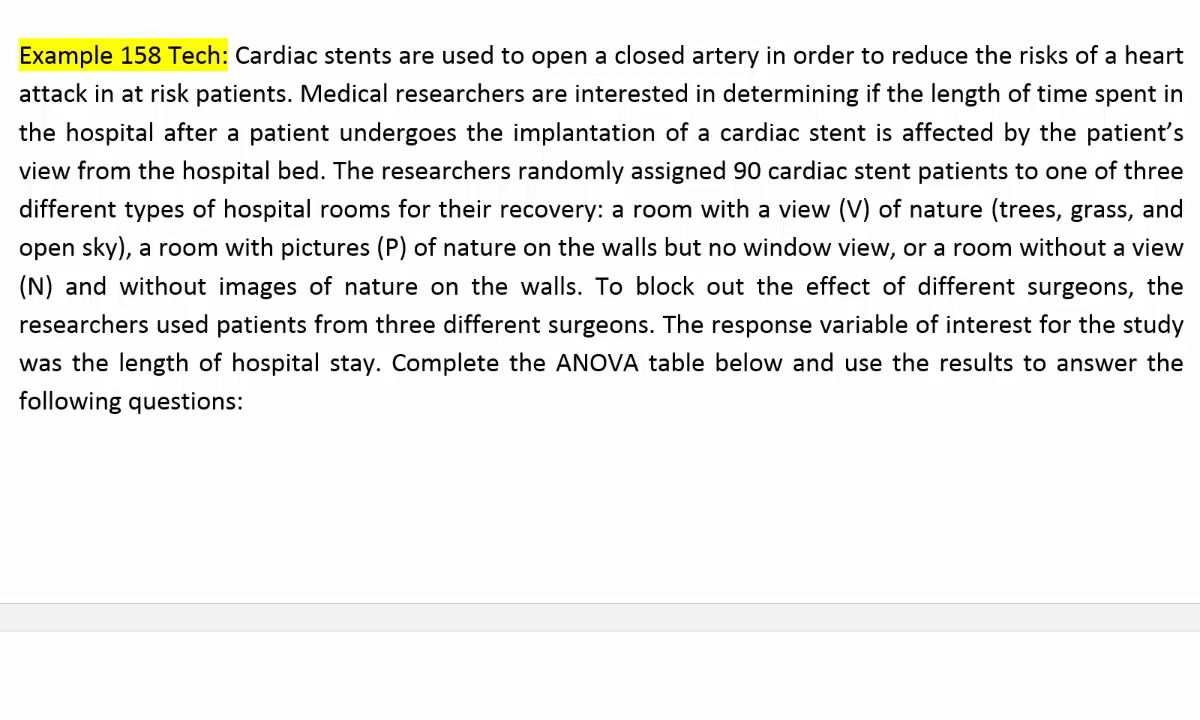 Example 158 Tech: Cardiac stents are used to open a closed artery in order to reduce the risks of a heart
attack in at risk patients. Medical researchers are interested in determining if the length of time spent in
the hospital after a patient undergoes the implantation of a cardiac stent is affected by the patient’s
view from the hospital bed. The researchers randomly assigned 90 cardiac stent patients to one of three
different types of hospital rooms for their recovery: a room with a view (V) of nature (trees, grass, and
open sky), a room with pictures (P) of nature on the walls but no window view, or a room without a view
(N) and without images of nature on the walls. To block out the effect of different surgeons, the
researchers used patients from three different surgeons. The response variable of interest for the study
was the length of hospital stay. Complete the ANOVA table below and use the results to answer the
following questions: